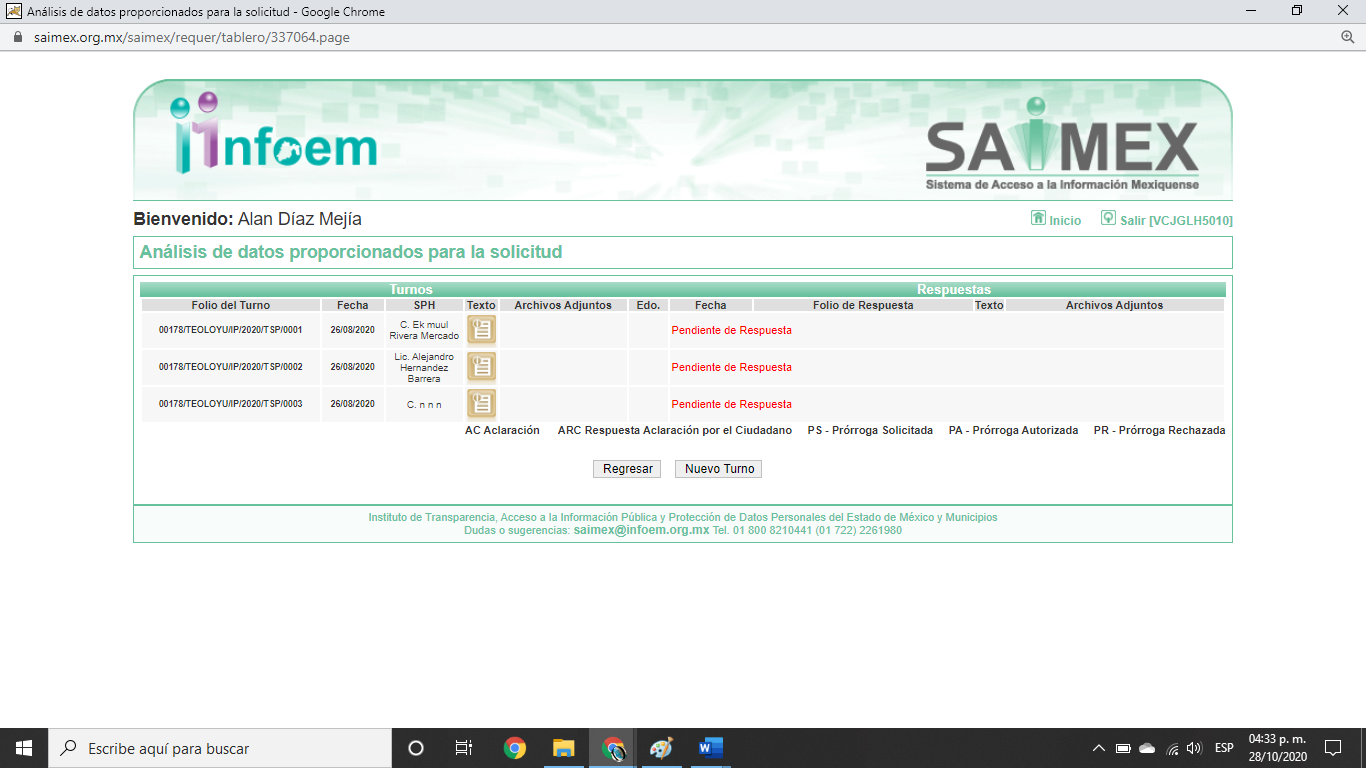 Análisis de datos proporcionados para la solicitud - Google Chrome
saimex.org.mx/saimex/requer/tablero/337064.page
infoem
SAIMEX
Sistema de Acceso a la Información Mexiquense
Bienvenido: Alan Díaz Mejía
Inicio Salir [VCJGLH5010]
Análisis de datos proporcionados para la solicitud
Turnos Respuestas
Folio del Turno Fecha SPH Texto Archivos Adjuntos Edo. Fecha Folio de Respuesta Texto Archivos Adjuntos
00178/TEOLOYU/IP/2020/TSP/0001 26/08/2020 C. Ek muul Rivera Mercado Pendiente de Respuesta
00178/TEOLOYU/IP/2020/TSP/0002 26/08/2020 Lic. Alejandro Hernandez Barrera Pendiente de Respuesta
00178/TEOLOYU/IP/2020/TSP/0003 26/08/2020 C. n n n Pendiente de Respuesta
AC Aclaración ARC Respuesta Aclaración por el Ciudadano PS - Prórroga Solicitada PA - Prórroga Autorizada PR - Prórroga Rechazada
Regresar Nuevo Turno
Instituto de Transparencia, Acceso a la Información Pública y Protección de Datos Personales del Estado de México y Municipios
Dudas o sugerencias: saimex@infoem.org.mx Tel. 01 800 8210441 (01 722) 2261980
Escribe aquí para buscar
ESP
04:33 p. m.
28/10/2020